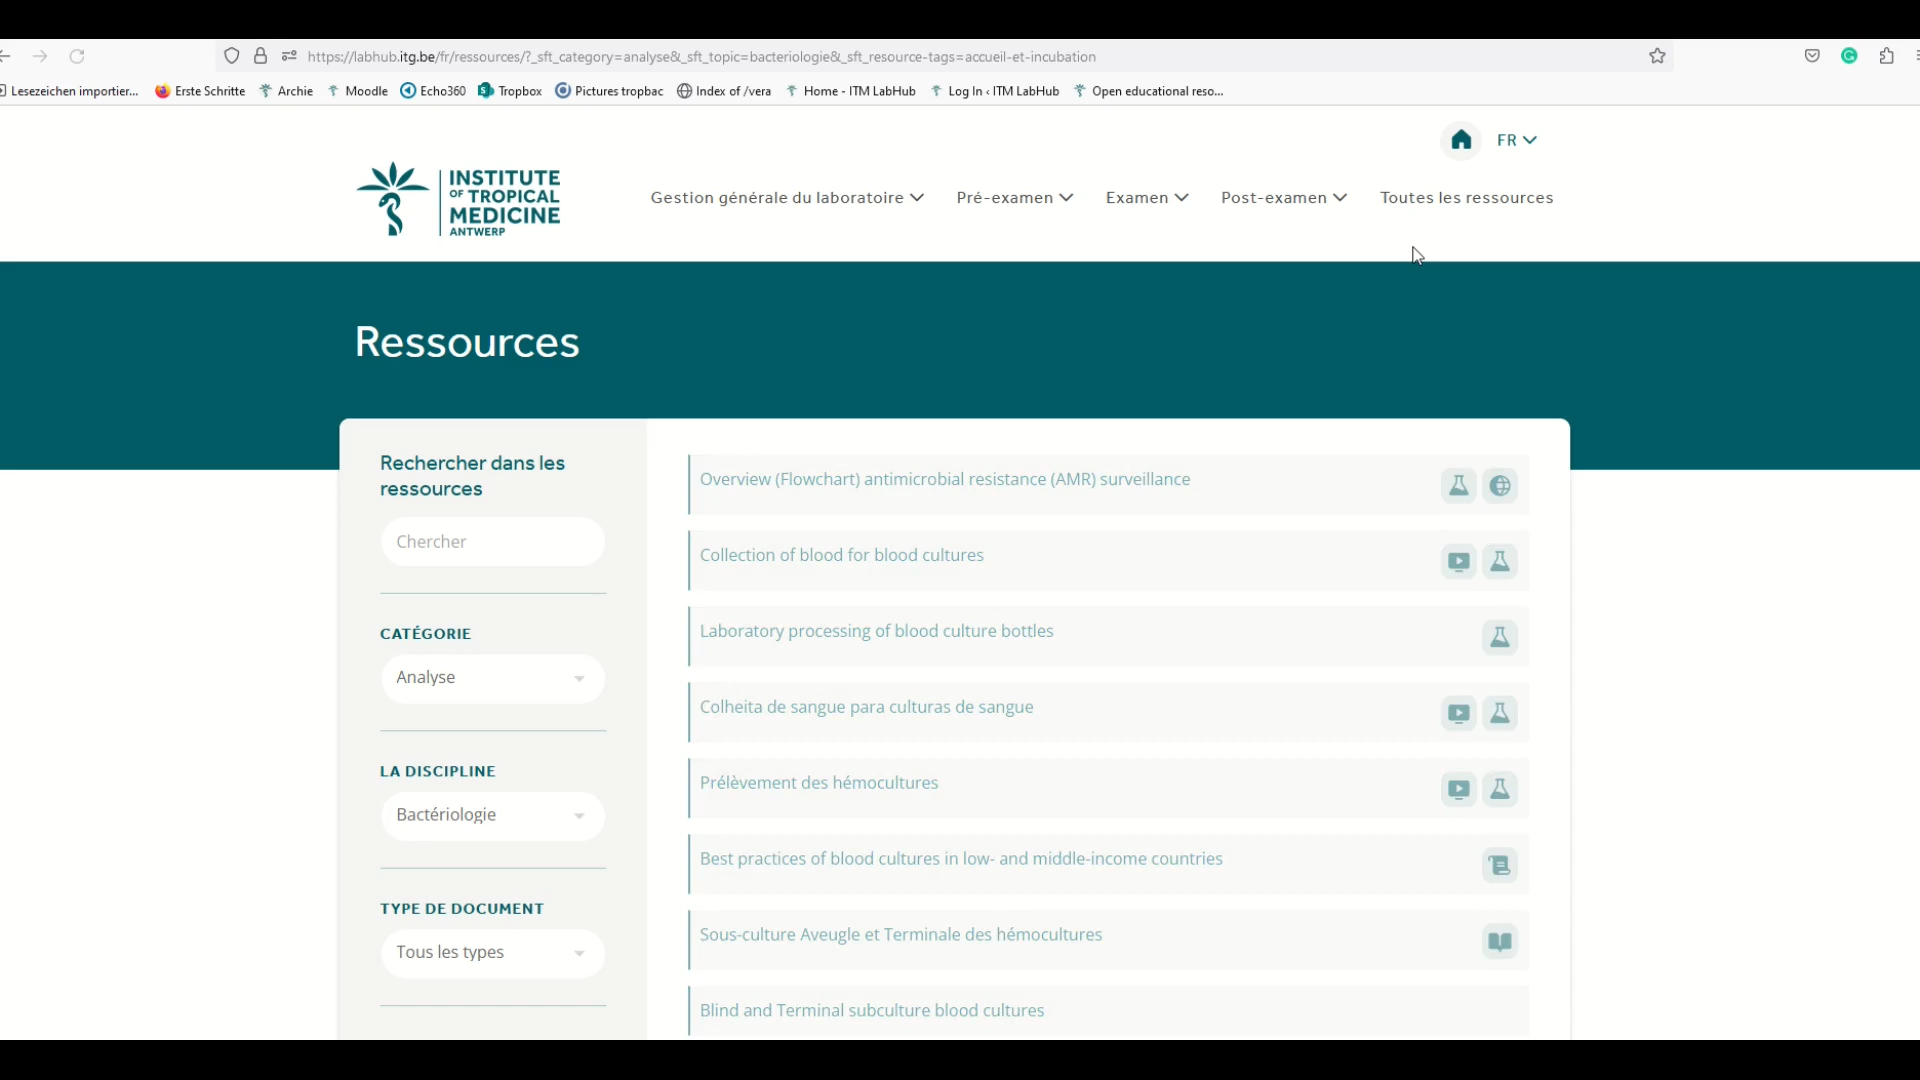 https://labhub.itg.be/fr/ressources/?_sft_category=analyse&_sft_topic=bacteriologie&_sft_resource-tags=accueil-et-incubation
Lesezeichen importier... Erste Schritte Archie Moodle Echo360 Tropbox Pictures tropbac Index of /vera Home - ITM LabHub Log In ‹ ITM LabHub Open educational reso...
FR
INSTITUTE
OF TROPICAL
MEDICINE
ANTWERP
Gestion générale du laboratoire Pré-examen Examen Post-examen Toutes les ressources
Ressources
Rechercher dans les
ressources
Chercher
CATÉGORIE
Analyse
LA DISCIPLINE
Bactériologie
TYPE DE DOCUMENT
Tous les types
Overview (Flowchart) antimicrobial resistance (AMR) surveillance
Collection of blood for blood cultures
Laboratory processing of blood culture bottles
Colheita de sangue para culturas de sangue
Prélèvement des hémocultures
Best practices of blood cultures in low- and middle-income countries
Sous-culture Aveugle et Terminale des hémocultures
Blind and Terminal subculture blood cultures